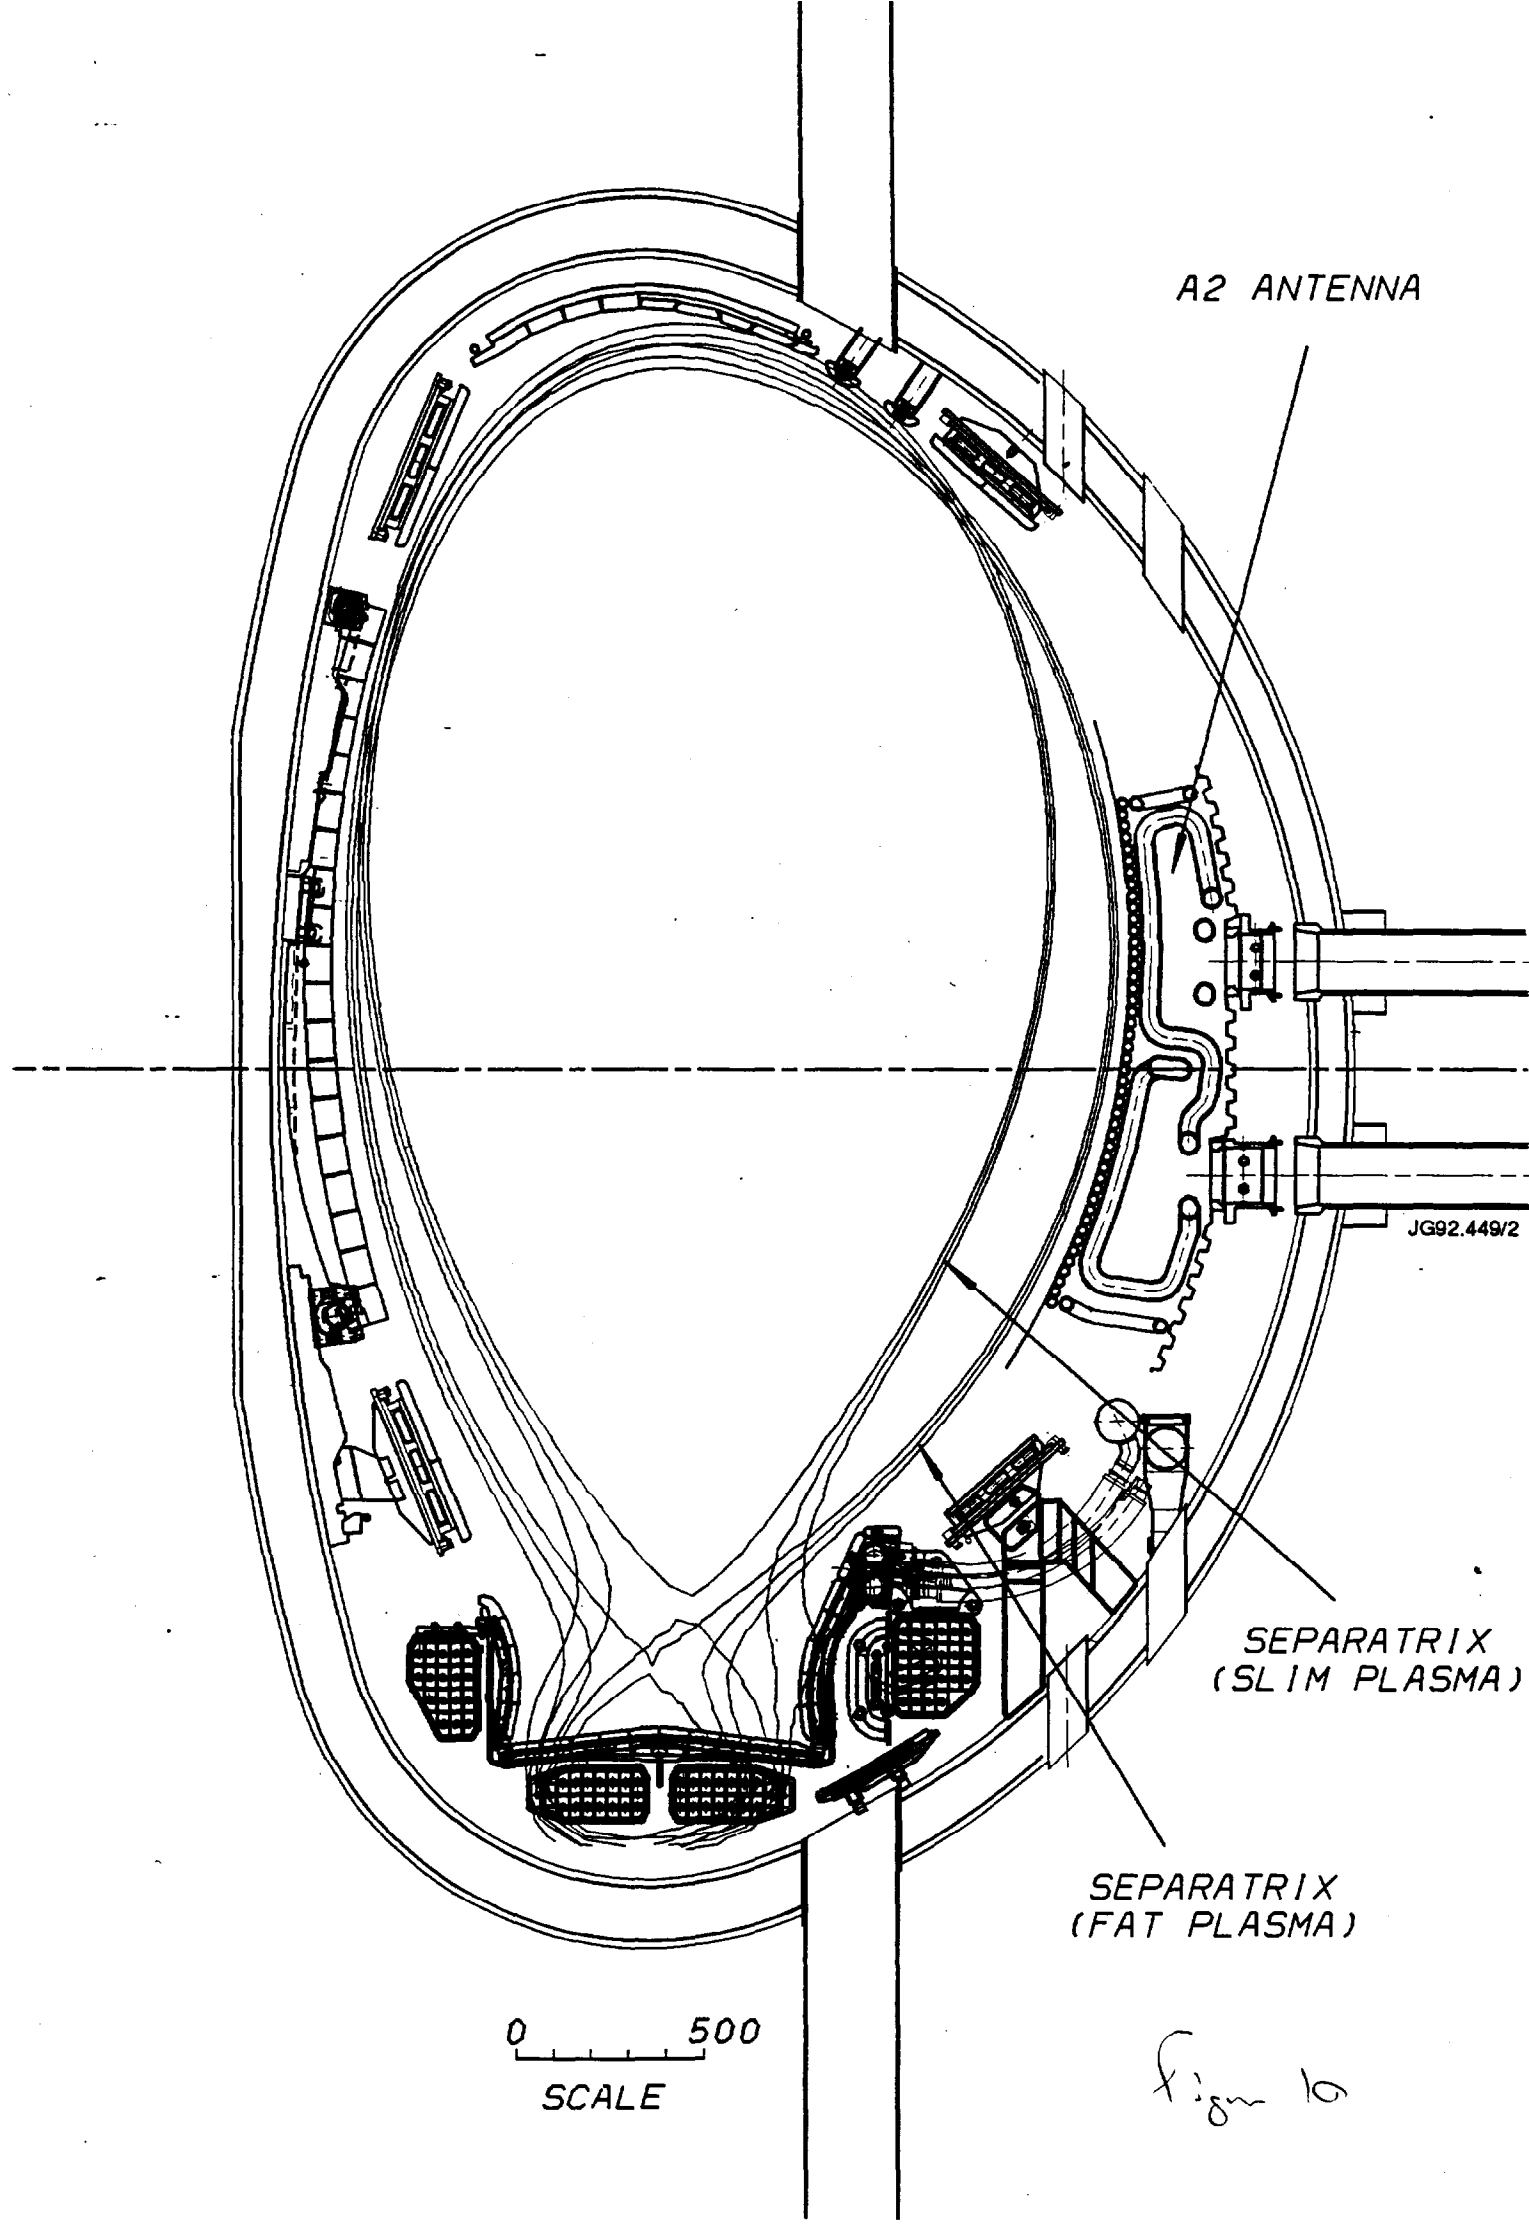 A2 ANTENNA
JG92.449/2
SEPARATRIX
(SLIM PLASMA)
SEPARATRIX
(FAT PLASMA)
0 500
SCALE